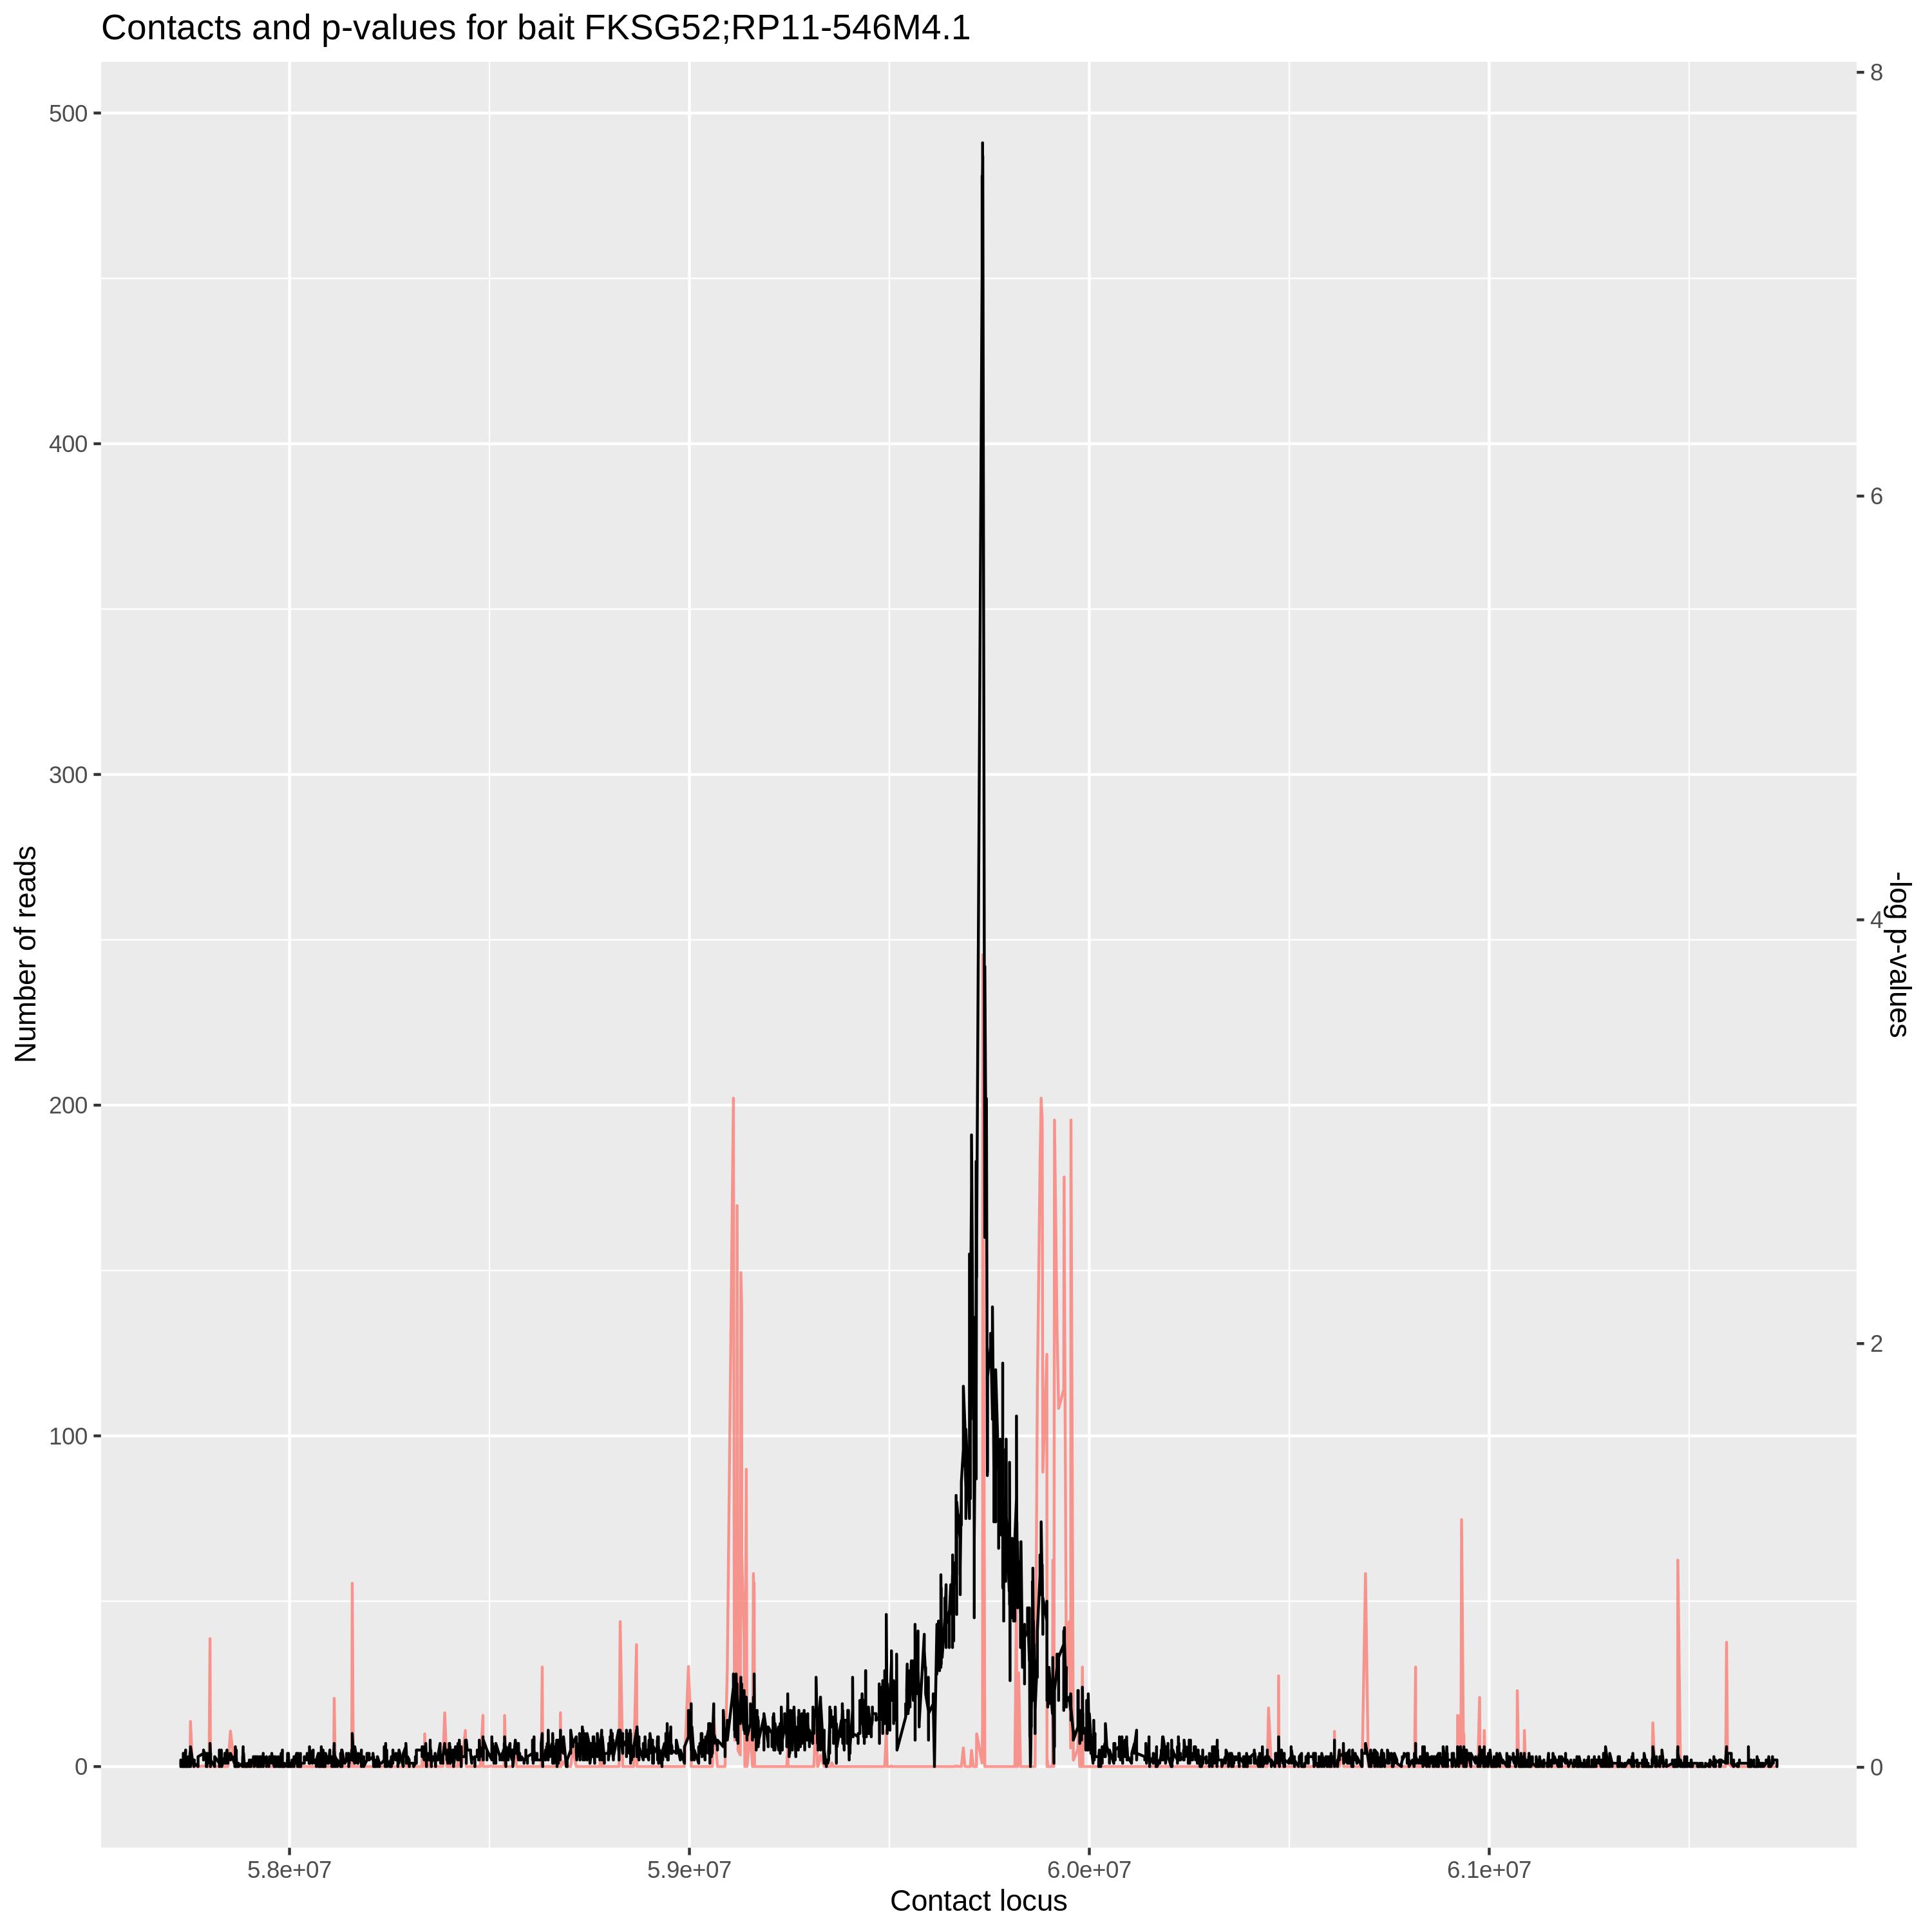 Contacts and p-values for bait FKSG52;RP11-546M4.1
500
400
300
200
100
0
8
6
4
2
0
Number of reads
-log p-values
5.8e+07
5.9e+07
6.0e+07
6.1e+07
Contact locus